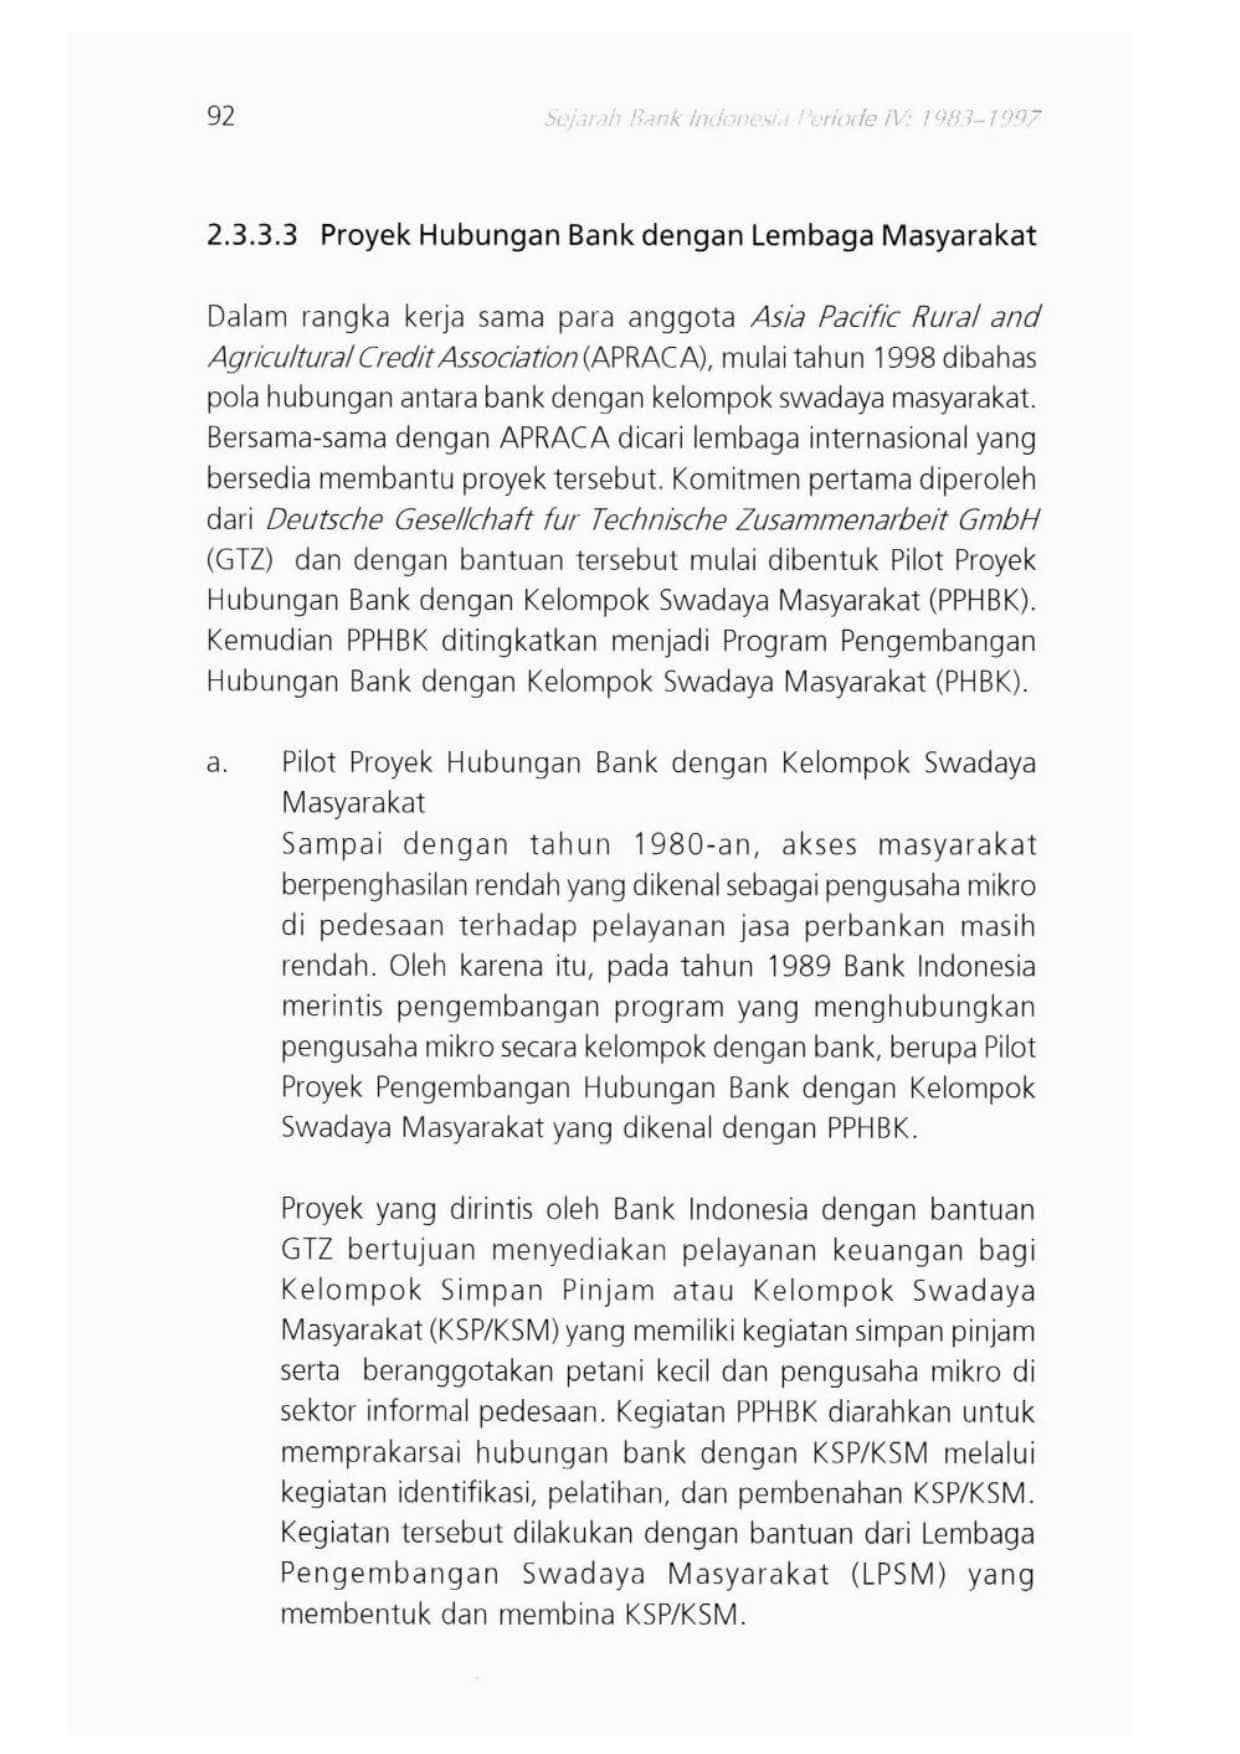 92
Sejarah Bank Indonesia Periode IV: 1983–1997
2.3.3.3 Proyek Hubungan Bank dengan Lembaga Masyarakat
Dalam rangka kerja sama para anggota Asia Pacific Rural and
Agricultural Credit Association (APRACA), mulai tahun 1998 dibahas
pola hubungan antara bank dengan kelompok swadaya masyarakat.
Bersama-sama dengan APRACA dicari lembaga internasional yang
bersedia membantu proyek tersebut. Komitmen pertama diperoleh
dari Deutsche Gesellchaft fur Technische Zusammenarbeit GmbH
(GTZ) dan dengan bantuan tersebut mulai dibentuk Pilot Proyek
Hubungan Bank dengan Kelompok Swadaya Masyarakat (PPHBK).
Kemudian PPHBK ditingkatkan menjadi Program Pengembangan
Hubungan Bank dengan Kelompok Swadaya Masyarakat (PHBK).
a. Pilot Proyek Hubungan Bank dengan Kelompok Swadaya
Masyarakat
Sampai dengan tahun 1980-an, akses masyarakat
berpenghasilan rendah yang dikenal sebagai pengusaha mikro
di pedesaan terhadap pelayanan jasa perbankan masih
rendah. Oleh karena itu, pada tahun 1989 Bank Indonesia
merintis pengembangan program yang menghubungkan
pengusaha mikro secara kelompok dengan bank, berupa Pilot
Proyek Pengembangan Hubungan Bank dengan Kelompok
Swadaya Masyarakat yang dikenal dengan PPHBK.
Proyek yang dirintis oleh Bank Indonesia dengan bantuan
GTZ bertujuan menyediakan pelayanan keuangan bagi
Kelompok Simpan Pinjam atau Kelompok Swadaya
Masyarakat (KSP/KSM) yang memiliki kegiatan simpan pinjam
serta beranggotakan petani kecil dan pengusaha mikro di
sektor informal pedesaan. Kegiatan PPHBK diarahkan untuk
memprakarsai hubungan bank dengan KSP/KSM melalui
kegiatan identifikasi, pelatihan, dan pembenahan KSP/KSM.
Kegiatan tersebut dilakukan dengan bantuan dari Lembaga
Pengembangan Swadaya Masyarakat (LPSM) yang
membentuk dan membina KSP/KSM.